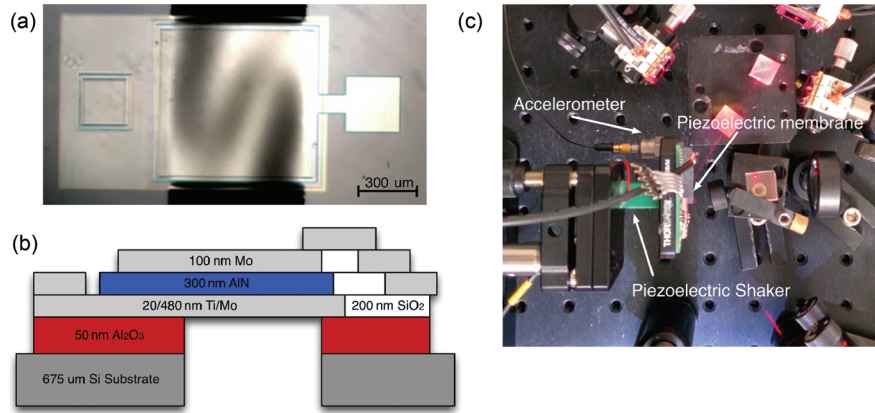 (a)
300 um
(b)
100 nm Mo
300 nm AlN
20/480 nm Ti/Mo
200 nm SiO2
50 nm Al2O3
675 um Si Substrate
(c)
Accelerometer
Piezoelectric membrane
THORLABS
Piezoelectric Shaker